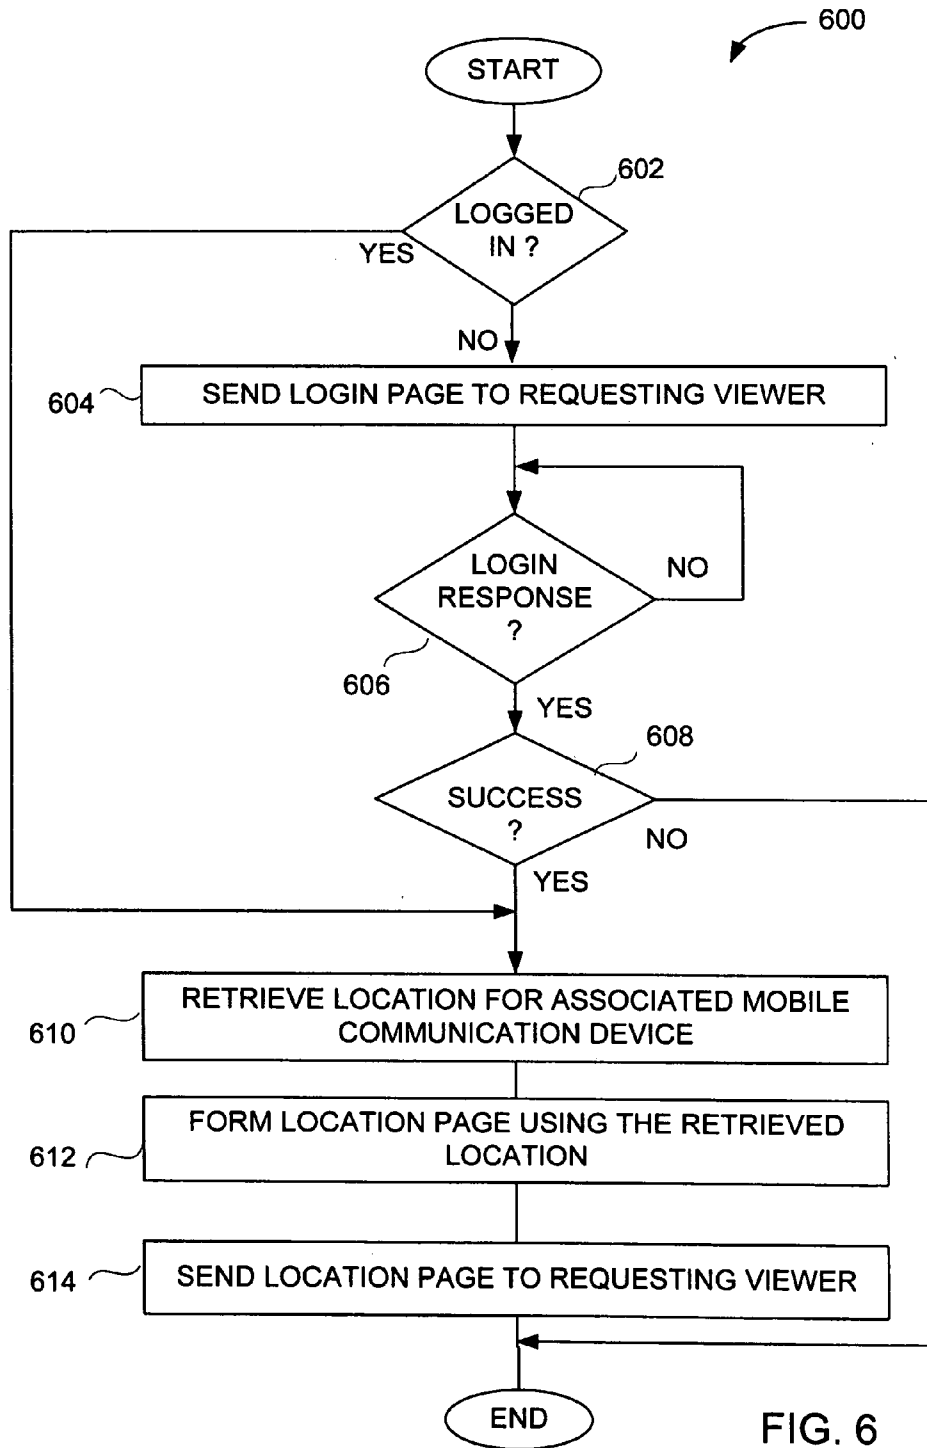 600
START
602
LOGGED
IN ?
YES
NO
604
SEND LOGIN PAGE TO REQUESTING VIEWER
LOGIN
RESPONSE
?
NO
606
YES
608
SUCCESS
?
NO
YES
610
RETRIEVE LOCATION FOR ASSOCIATED MOBILE
COMMUNICATION DEVICE
612
FORM LOCATION PAGE USING THE RETRIEVED
LOCATION
614
SEND LOCATION PAGE TO REQUESTING VIEWER
END
FIG. 6